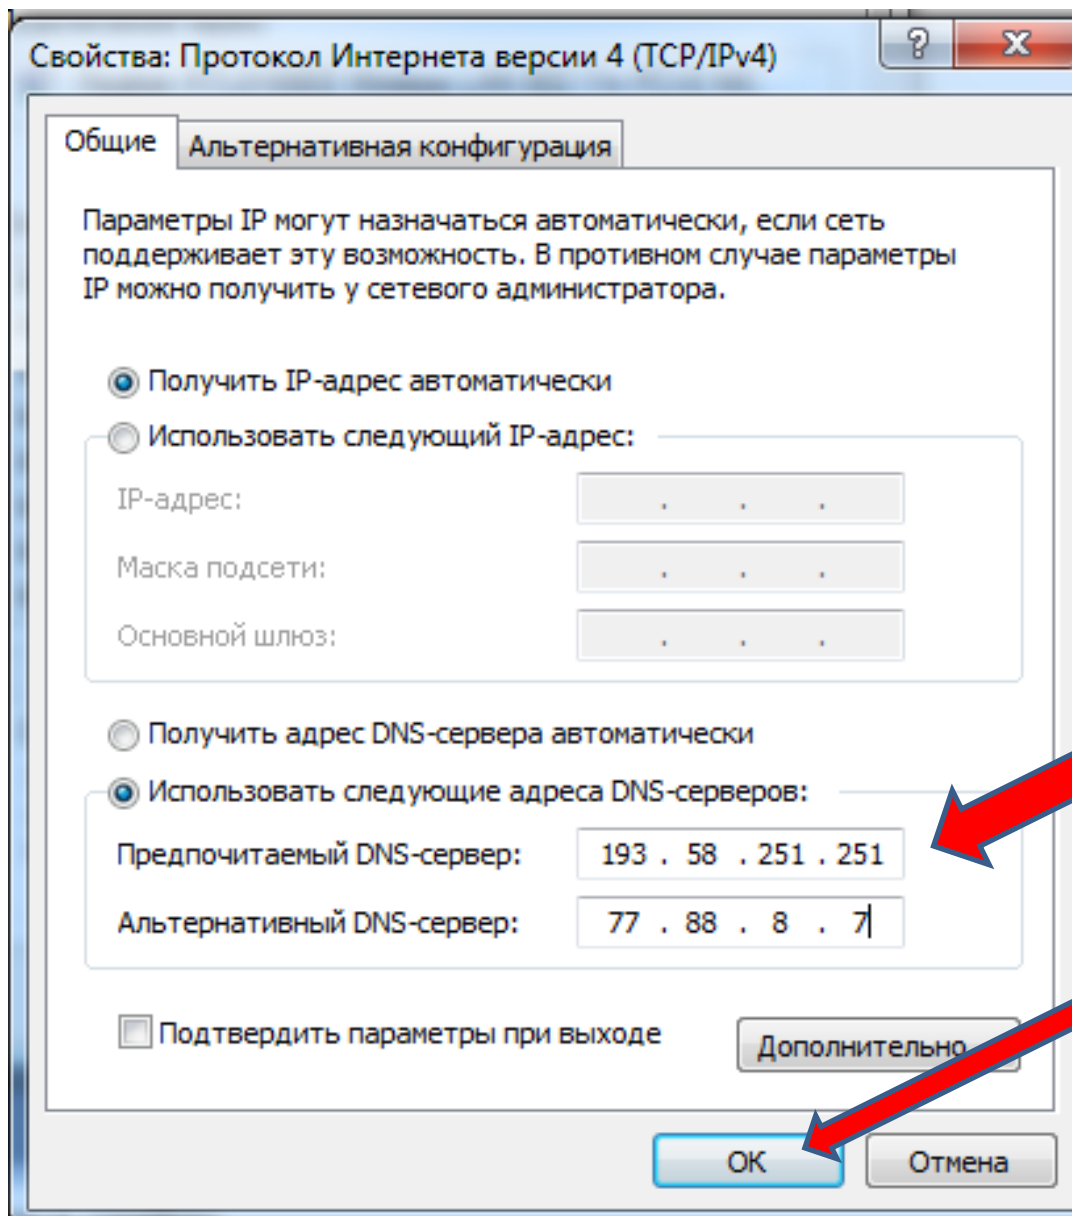 Свойства: Протокол Интернета версии 4 (TCP/IPv4)
?
Общие
Альтернативная конфигурация
Параметры IP могут назначаться автоматически, если сеть
поддерживает эту возможность. В противном случае параметры
IP можно получить у сетевого администратора.
Получить IP-адрес автоматически
Использовать следующий IP-адрес:
IP-адрес: . . .
Маска подсети: . . .
Основной шлюз: . . .
Получить адрес DNS-сервера автоматически
Использовать следующие адреса DNS-серверов:
Предпочитаемый DNS-сервер: 193 . 58 . 251 . 251
Альтернативный DNS-сервер: 77 . 88 . 8 . 7
Подтвердить параметры при выходе
Дополнительно...
ОК
Отмена